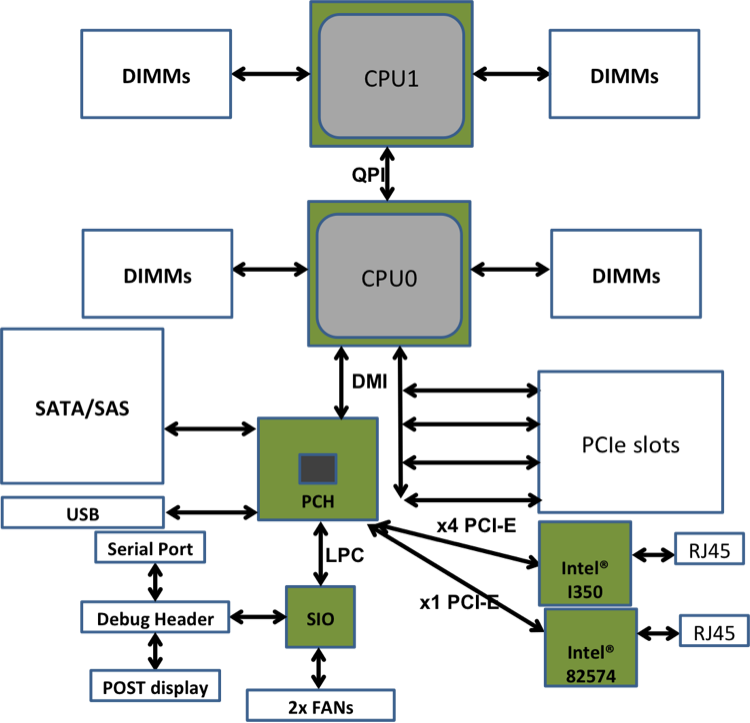 DIMMs
CPU1
DIMMs
QPI
DIMMs
CPU0
DIMMs
DMI
SATA/SAS
PCIe slots
PCH
USB
x4 PCI-E
Serial Port
LPC
Intel®
I350
RJ45
x1 PCI-E
Debug Header
SIO
Intel®
82574
RJ45
POST display
2x FANs